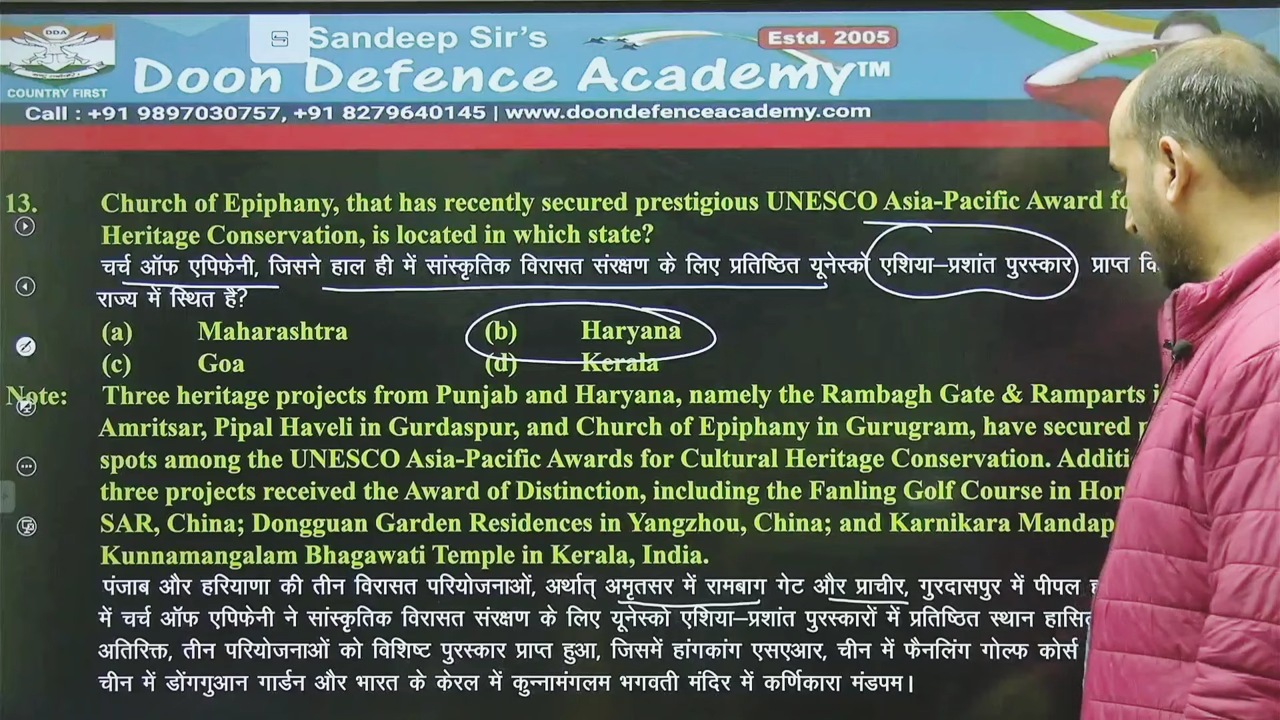 DDA
COUNTRY FIRST
Sandeep Sir's
Estd. 2005
Doon Defence Academy™
Call : +91 9897030757, +91 8279640145 | www.doondefenceacademy.com
13. Church of Epiphany, that has recently secured prestigious UNESCO Asia-Pacific Award
Heritage Conservation, is located in which state?
चर्च ऑफ एपिफेनी, जिसने हाल ही में सांस्कृतिक विरासत संरक्षण के लिए प्रतिष्ठित यूनेस्को एशिया–प्रशांत पुरस्कार प्राप्त
राज्य में स्थित है?
(a) Maharashtra (b) Haryana
(c) Goa (d) Kerala
Note: Three heritage projects from Punjab and Haryana, namely the Rambagh Gate & Ramparts
Amritsar, Pipal Haveli in Gurdaspur, and Church of Epiphany in Gurugram, have secured
spots among the UNESCO Asia-Pacific Awards for Cultural Heritage Conservation.
three projects received the Award of Distinction, including the Fanling Golf Course in
SAR, China; Dongguan Garden Residences in Yangzhou, China; and Karnikara
Kunnamangalam Bhagawati Temple in Kerala, India.
पंजाब और हरियाणा की तीन विरासत परियोजनाओं, अर्थात् अमृतसर में रामबाग गेट और प्राचीर, गुरदासपुर में पीपल
में चर्च ऑफ एपिफेनी ने सांस्कृतिक विरासत संरक्षण के लिए यूनेस्को एशिया–प्रशांत पुरस्कारों में प्रतिष्ठित स्थान
अतिरिक्त, तीन परियोजनाओं को विशिष्ट पुरस्कार प्राप्त हुआ, जिसमें हांगकांग एसएआर, चीन में फैनलिंग गोल्फ कोर्स
चीन में डोंगगुआन गार्डन और भारत के केरल में कुन्नामंगलम भगवती मंदिर में कर्णिकारा मंडपम।